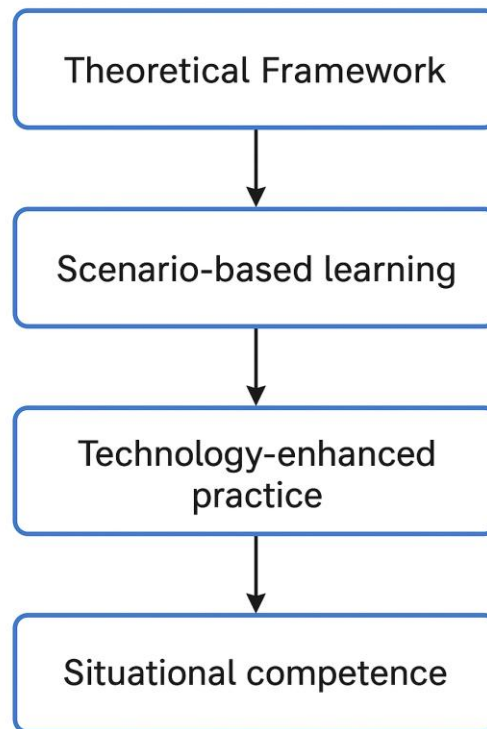 Theoretical Framework
Scenario-based learning
Technology-enhanced
practice
Situational competence